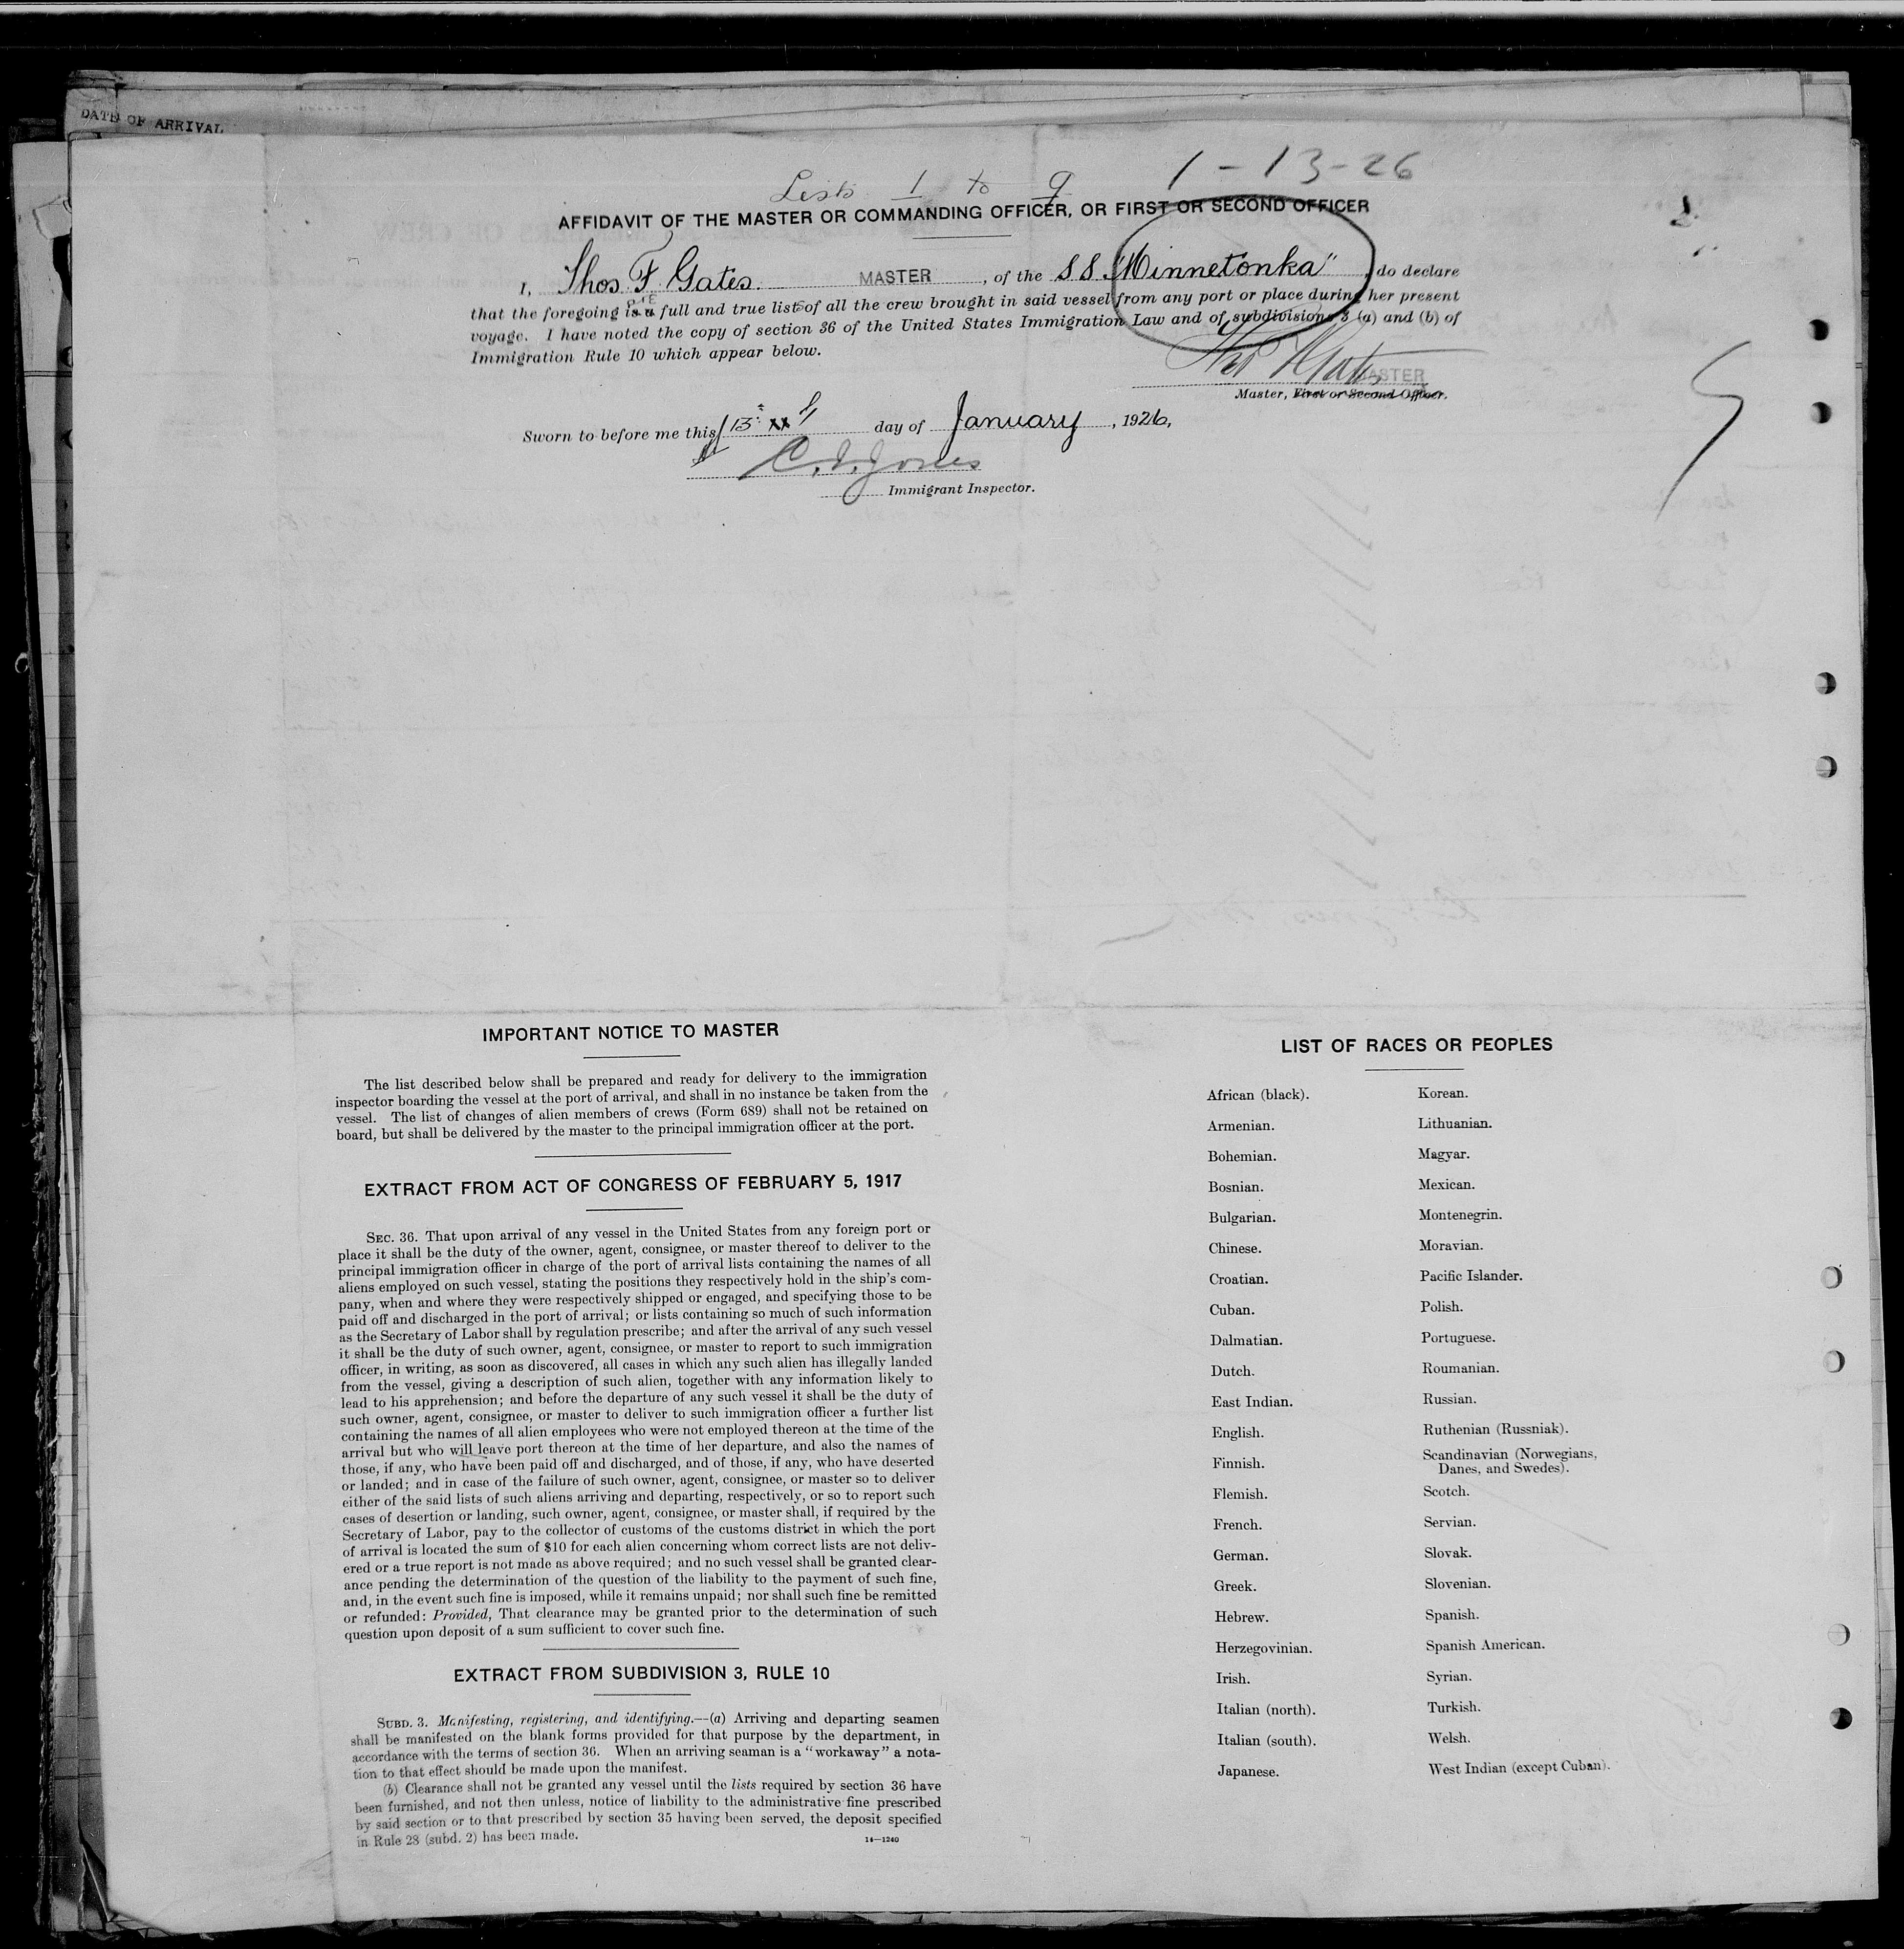 DATE OF ARRIVAL
Lists 1 to 9
1-13-26
AFFIDAVIT OF THE MASTER OR COMMANDING OFFICER, OR FIRST OR SECOND OFFICER
I, Thos. F. Gates. MASTER, of the S.S. "Minnetonka", do declare
that the foregoing is a are full and true lists of all the crew brought in said vessel from any port or place during her present
voyage. I have noted the copy of section 36 of the United States Immigration Law and of subdivisions 3 (a) and (b) of
Immigration Rule 10 which appear below.
MASTER
Master, First or Second Officer.
Sworn to before me this 13 day of January, 1926,
C. I. Jones
Immigrant Inspector.
IMPORTANT NOTICE TO MASTER
The list described below shall be prepared and ready for delivery to the immigration
inspector boarding the vessel at the port of arrival, and shall in no instance be taken from the
vessel. The list of changes of alien members of crews (Form 689) shall not be retained on
board, but shall be delivered by the master to the principal immigration officer at the port.
EXTRACT FROM ACT OF CONGRESS OF FEBRUARY 5, 1917
SEC. 36. That upon arrival of any vessel in the United States from any foreign port or
place it shall be the duty of the owner, agent, consignee, or master thereof to deliver to the
principal immigration officer in charge of the port of arrival lists containing the names of all
aliens employed on such vessel, stating the positions they respectively hold in the ship's com-
pany, when and where they were respectively shipped or engaged, and specifying those to be
paid off and discharged in the port of arrival; or lists containing so much of such information
as the Secretary of Labor shall by regulation prescribe; and after the arrival of any such vessel
it shall be the duty of such owner, agent, consignee, or master to report to such immigration
officer, in writing, as soon as discovered, all cases in which any such alien has illegally landed
from the vessel, giving a description of such alien, together with any information likely to
lead to his apprehension; and before the departure of any such vessel it shall be the duty of
such owner, agent, consignee, or master to deliver to such immigration officer a further list
containing the names of all alien employees who were not employed thereon at the time of the
arrival but who will leave port thereon at the time of her departure, and also the names of
those, if any, who have been paid off and discharged, and of those, if any, who have deserted
or landed; and in case of the failure of such owner, agent, consignee, or master so to deliver
either of the said lists of such aliens arriving and departing, respectively, or so to report such
cases of desertion or landing, such owner, agent, consignee, or master shall, if required by the
Secretary of Labor, pay to the collector of customs of the customs district in which the port
of arrival is located the sum of $10 for each alien concerning whom correct lists are not deliv-
ered or a true report is not made as above required; and no such vessel shall be granted clear-
ance pending the determination of the question of the liability to the payment of such fine,
and, in the event such fine is imposed, while it remains unpaid; nor shall such fine be remitted
or refunded: Provided, That clearance may be granted prior to the determination of such
question upon deposit of a sum sufficient to cover such fine.
EXTRACT FROM SUBDIVISION 3, RULE 10
SUBD. 3. Manifesting, registering, and identifying.—(a) Arriving and departing seamen
shall be manifested on the blank forms provided for that purpose by the department, in
accordance with the terms of section 36. When an arriving seaman is a "workaway" a nota-
tion to that effect should be made upon the manifest.
(b) Clearance shall not be granted any vessel until the lists required by section 36 have
been furnished, and not then unless, notice of liability to the administrative fine prescribed
by said section or to that prescribed by section 35 having been served, the deposit specified
in Rule 28 (subd. 2) has been made.
14—1240
LIST OF RACES OR PEOPLES
African (black).
Armenian.
Bohemian.
Bosnian.
Bulgarian.
Chinese.
Croatian.
Cuban.
Dalmatian.
Dutch.
East Indian.
English.
Finnish.
Flemish.
French.
German.
Greek.
Hebrew.
Herzegovinian.
Irish.
Italian (north).
Italian (south).
Japanese.
Korean.
Lithuanian.
Magyar.
Mexican.
Montenegrin.
Moravian.
Pacific Islander.
Polish.
Portuguese.
Roumanian.
Russian.
Ruthenian (Russniak).
Scandinavian (Norwegians,
Danes, and Swedes).
Scotch.
Servian.
Slovak.
Slovenian.
Spanish.
Spanish American.
Syrian.
Turkish.
Welsh.
West Indian (except Cuban).